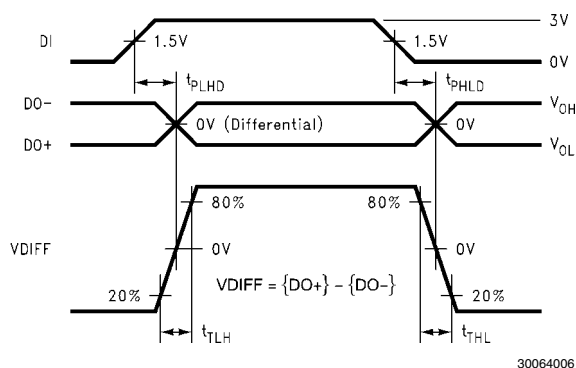 3V
DI
1.5V
1.5V
0V
tPLHD
tPHLD
DO-
VOH
0V (Differential)
0V
DO+
VOL
80%
80%
VDIFF
0V
0V
VDIFF = {DO+} – {DO-}
20%
20%
tTLH
tTHL
30064006